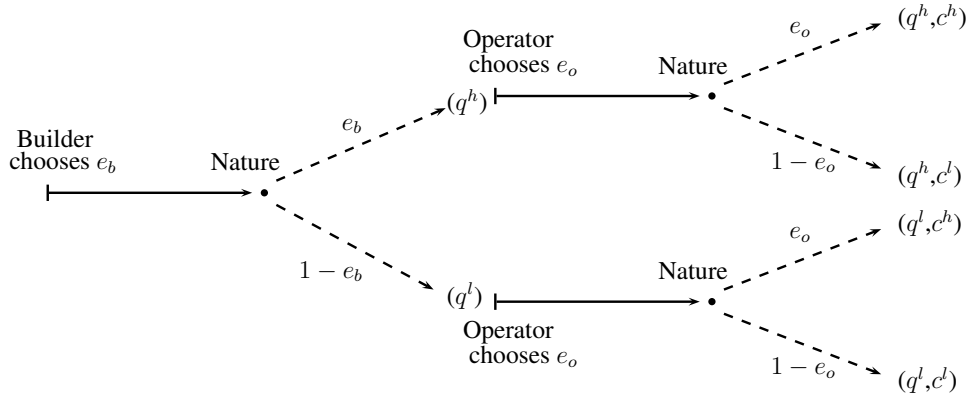 Builder
chooses $e_b$
Nature
$e_b$
$1 - e_b$
Operator
chooses $e_o$
($q^h$)
Nature
$e_o$
($q^h$,$c^h$)
$1 - e_o$
($q^h$,$c^l$)
($q^l$)
Operator
chooses $e_o$
Nature
$e_o$
($q^l$,$c^h$)
$1 - e_o$
($q^l$,$c^l$)